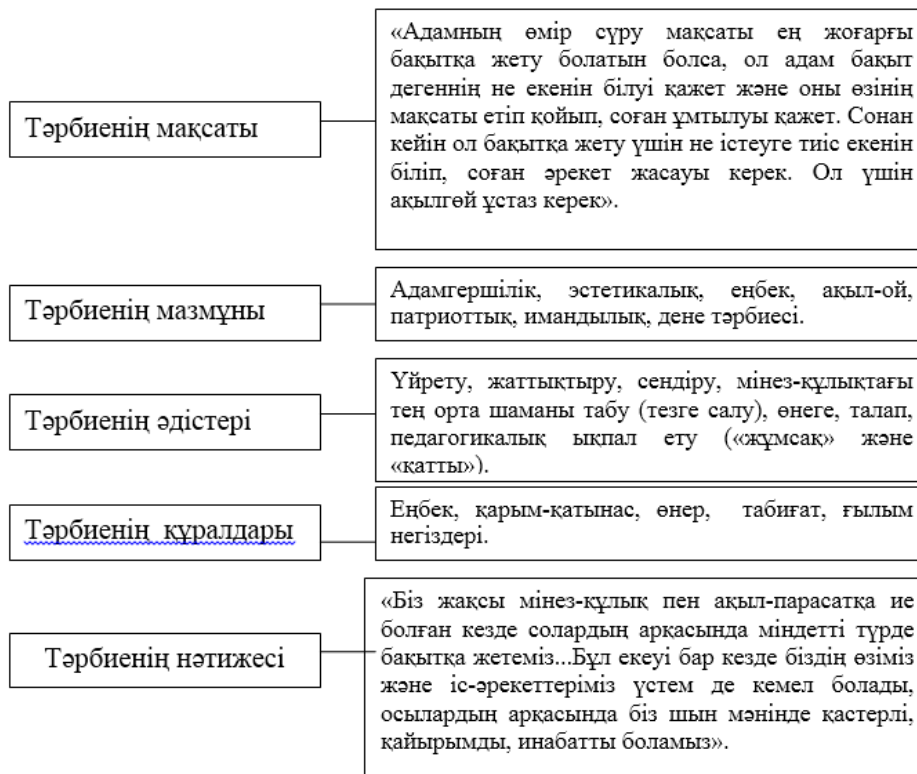 Тәрбиенің мақсаты
«Адамның өмір сүру мақсаты ең жоғарғы
бақытқа жету болатын болса, ол адам бақыт
дегеннің не екенін білуі қажет және оны өзінің
мақсаты етіп қойып, соған ұмтылуы қажет. Сонан
кейін ол бақытқа жету үшін не істеуге тиіс екенін
біліп, соған әрекет жасауы керек. Ол үшін
ақылгөй ұстаз керек».
Тәрбиенің мазмұны
Адамгершілік, эстетикалық, еңбек, ақыл-ой,
патриоттық, имандылық, дене тәрбиесі.
Тәрбиенің әдістері
Үйрету, жаттықтыру, сендіру, мінез-құлықтағы
тең орта шаманы табу (тезге салу), өнеге, талап,
педагогикалық ықпал ету («жұмсақ» және
«қатты»).
Тәрбиенің құралдары
Еңбек, қарым-қатынас, өнер, табиғат, ғылым
негіздері.
Тәрбиенің нәтижесі
«Біз жақсы мінез-құлық пен ақыл-парасатқа ие
болған кезде солардың арқасында міндетті түрде
бақытқа жетеміз...Бұл екеуі бар кезде біздің өзіміз
және іс-әрекеттеріміз үстем де кемел болады,
осылардың арқасында біз шын мәнінде қастерлі,
қайырымды, инабатты боламыз».